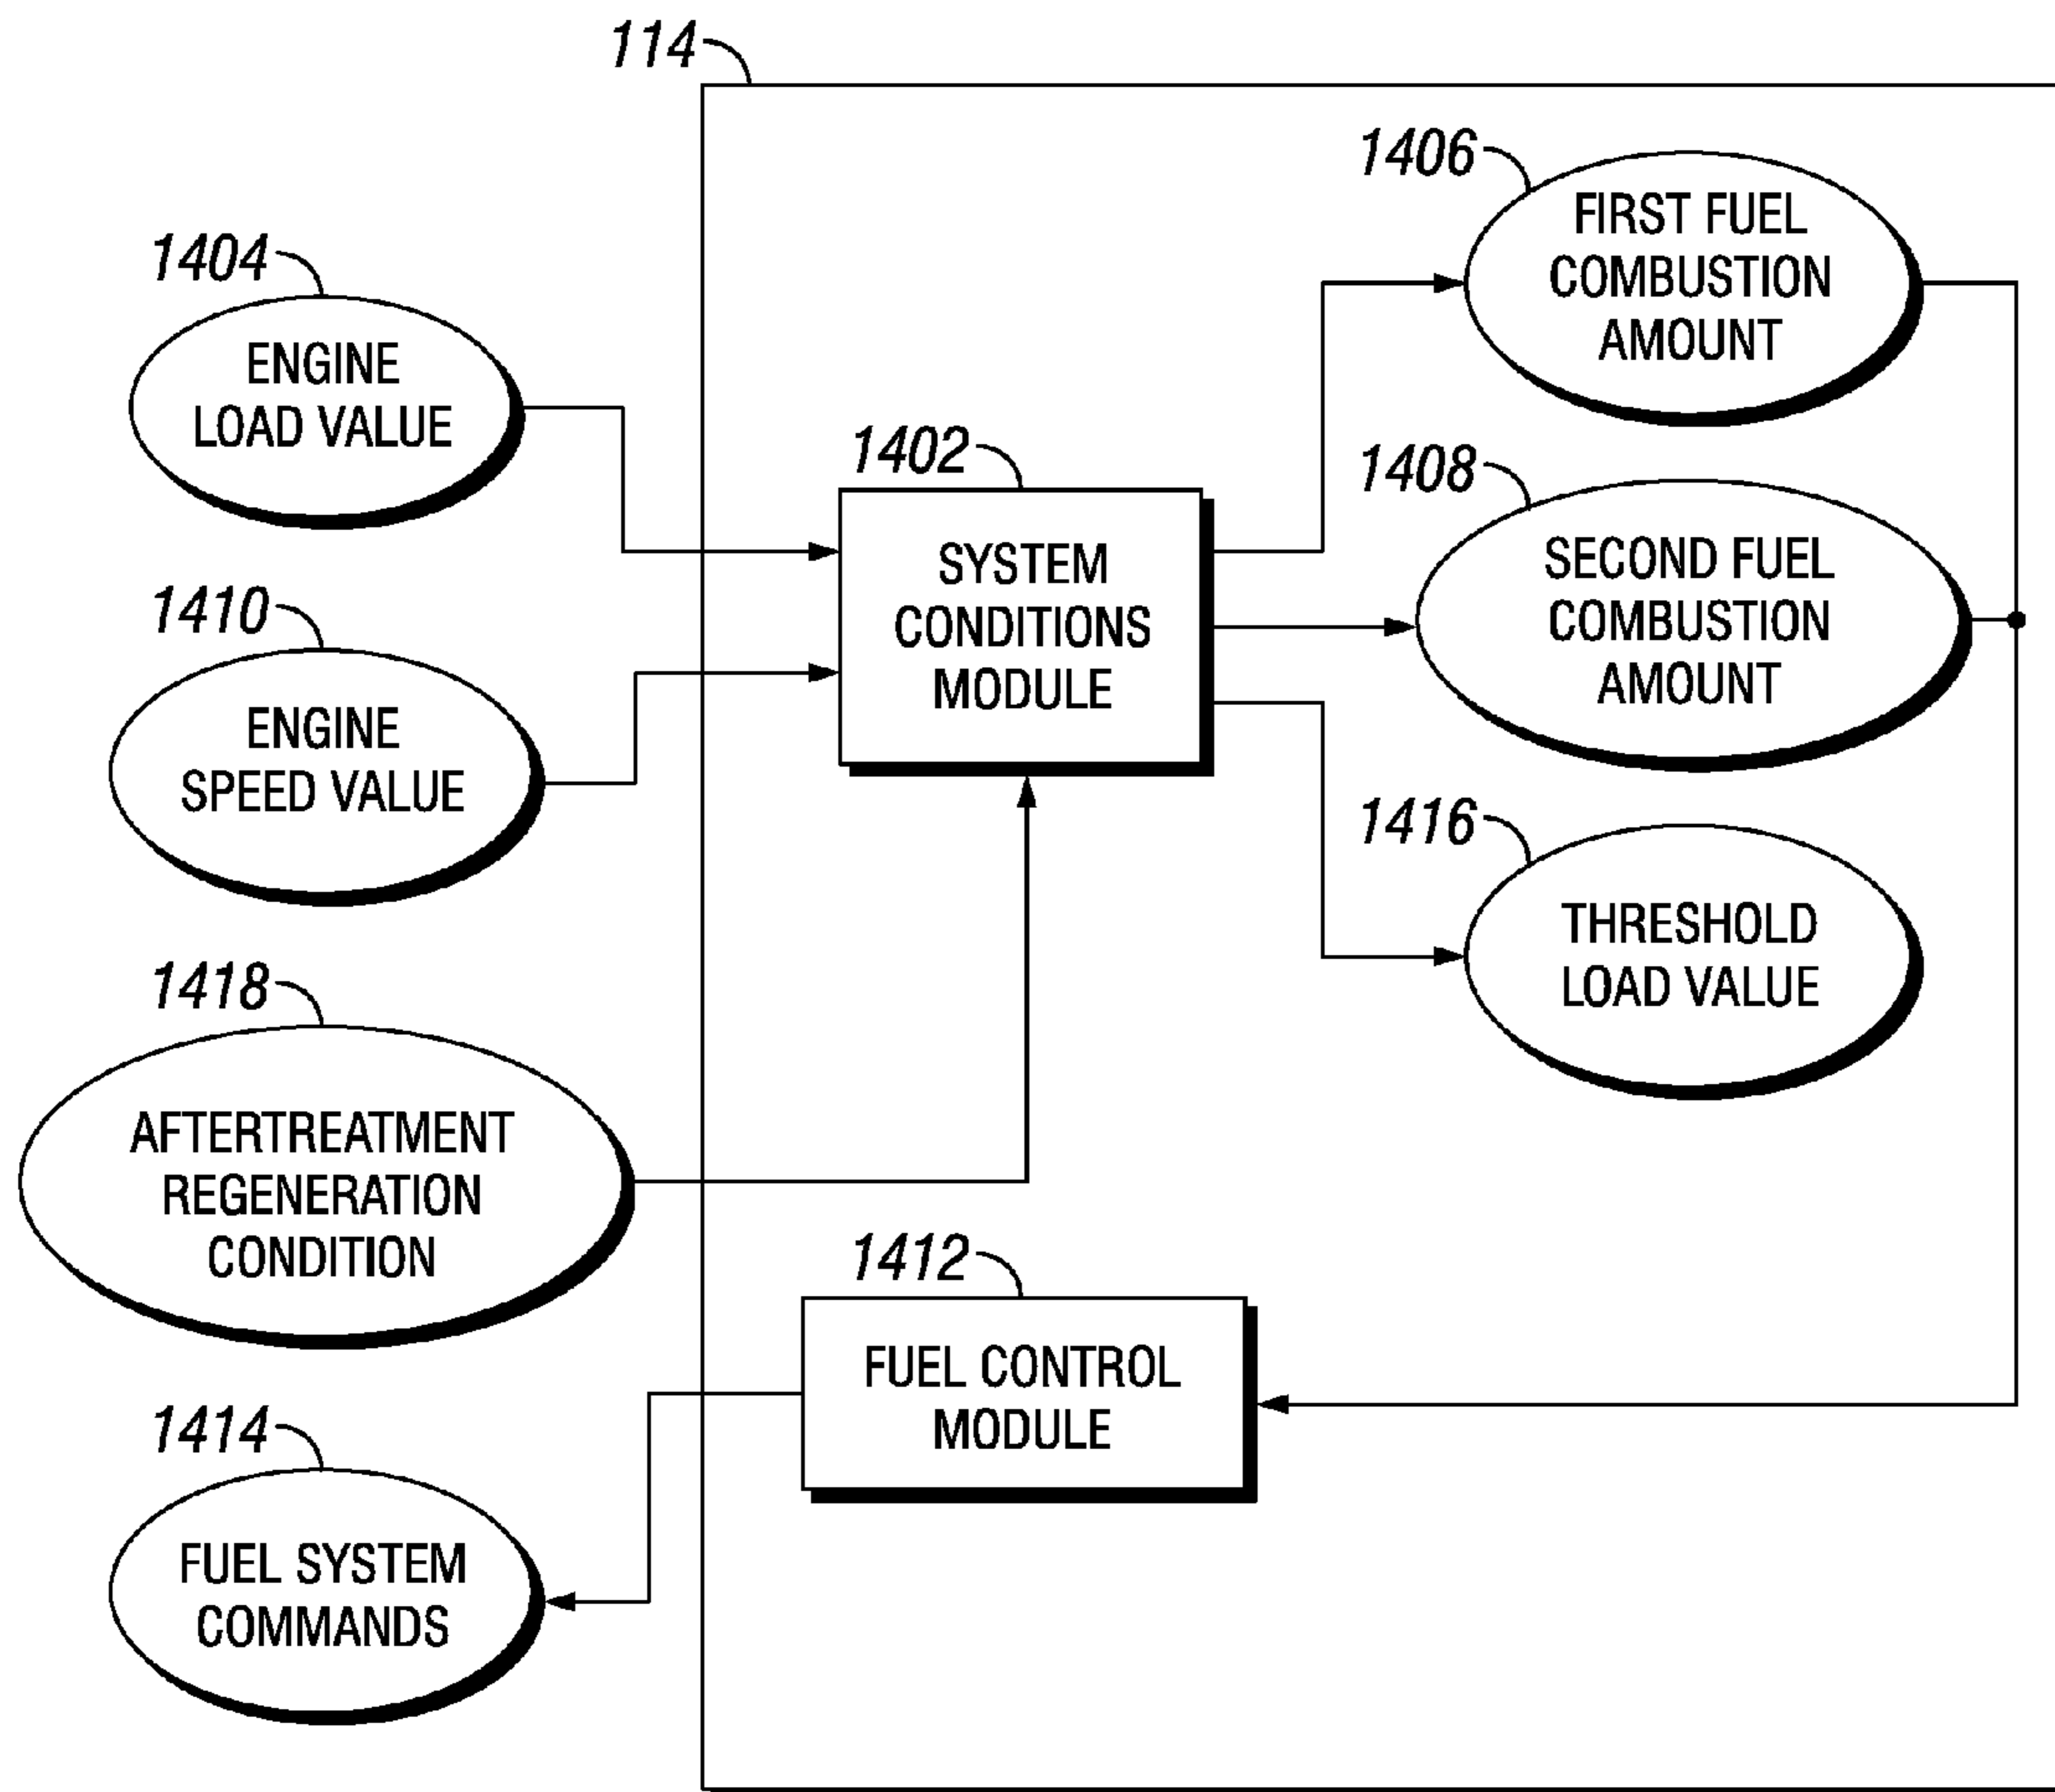 114
1406
FIRST FUEL
COMBUSTION
AMOUNT
1404
ENGINE
LOAD VALUE
1402
SYSTEM
CONDITIONS
MODULE
1408
SECOND FUEL
COMBUSTION
AMOUNT
1410
ENGINE
SPEED VALUE
1416
THRESHOLD
LOAD VALUE
1418
AFTERTREATMENT
REGENERATION
CONDITION
1412
FUEL CONTROL
MODULE
1414
FUEL SYSTEM
COMMANDS